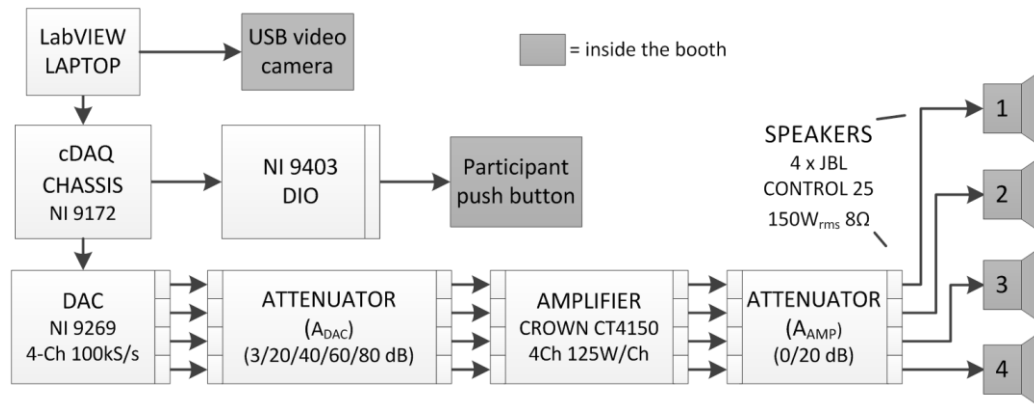 LabVIEW
LAPTOP
USB video
camera
= inside the booth
cDAQ
CHASSIS
NI 9172
NI 9403
DIO
Participant
push button
SPEAKERS
4 x JBL
CONTROL 25
150Wrms 8Ω
1
2
3
4
DAC
NI 9269
4-Ch 100kS/s
ATTENUATOR
(ADAC)
(3/20/40/60/80 dB)
AMPLIFIER
CROWN CT4150
4Ch 125W/Ch
ATTENUATOR
(AAMP)
(0/20 dB)